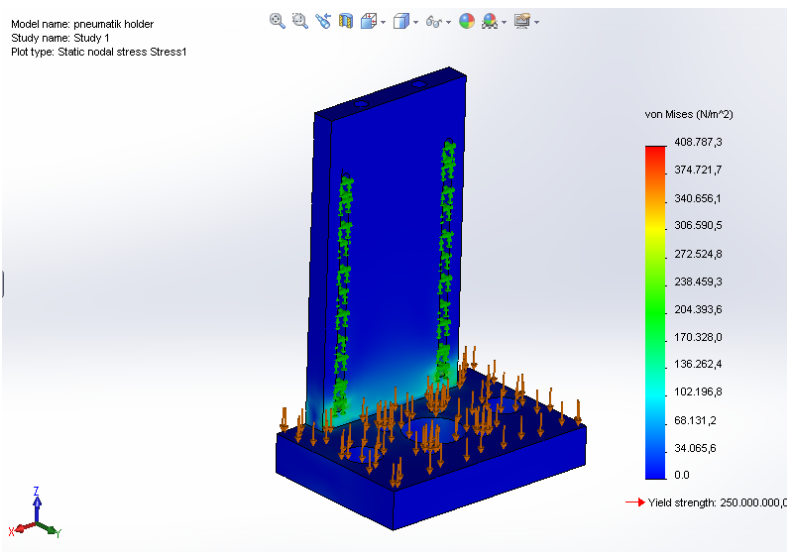 Model name: pneumatik holder
Study name: Study 1
Plot type: Static nodal stress Stress1
von Mises (N/m^2)
408.787,3
374.721,7
340.656,1
306.590,5
272.524,8
238.459,3
204.393,6
170.328,0
136.262,4
102.196,8
68.131,2
34.065,6
0.0
Yield strength: 250.000.000,0
Z
X
Y